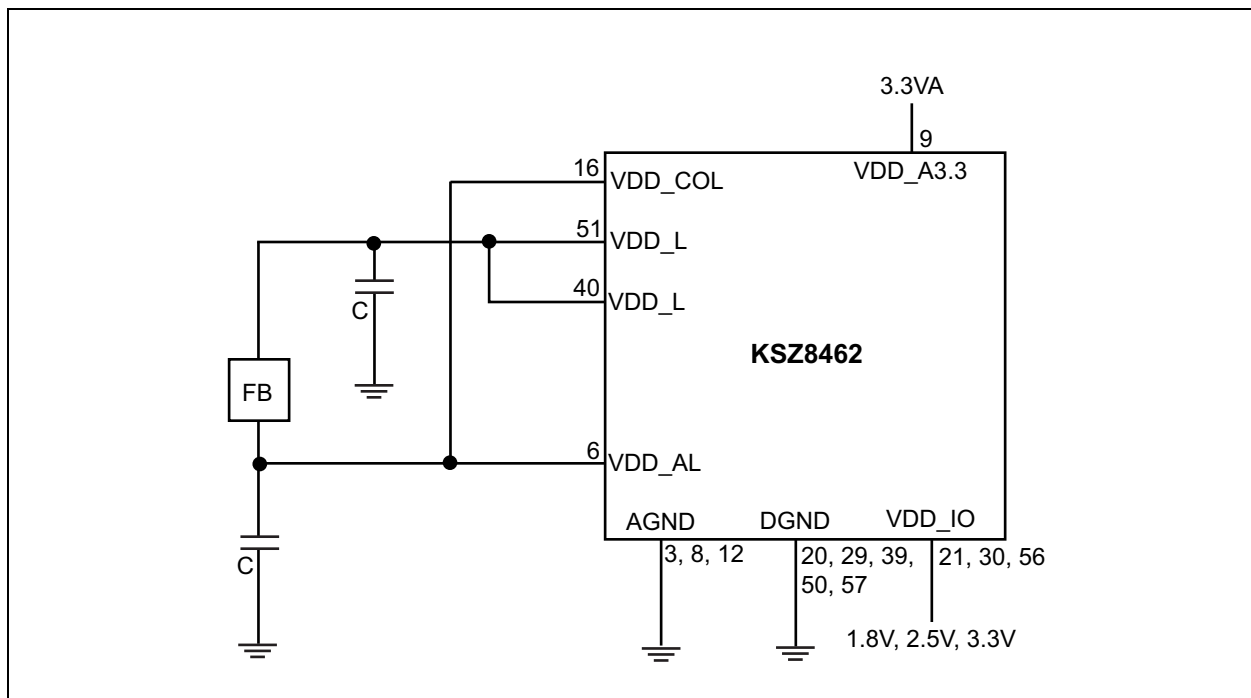 3.3VA
9
VDD_A3.3
16
VDD_COL
51
VDD_L
40
VDD_L
C
KSZ8462
FB
6
VDD_AL
C
AGND
DGND
VDD_IO
3, 8, 12
20, 29, 39,
50, 57
21, 30, 56
1.8V, 2.5V, 3.3V